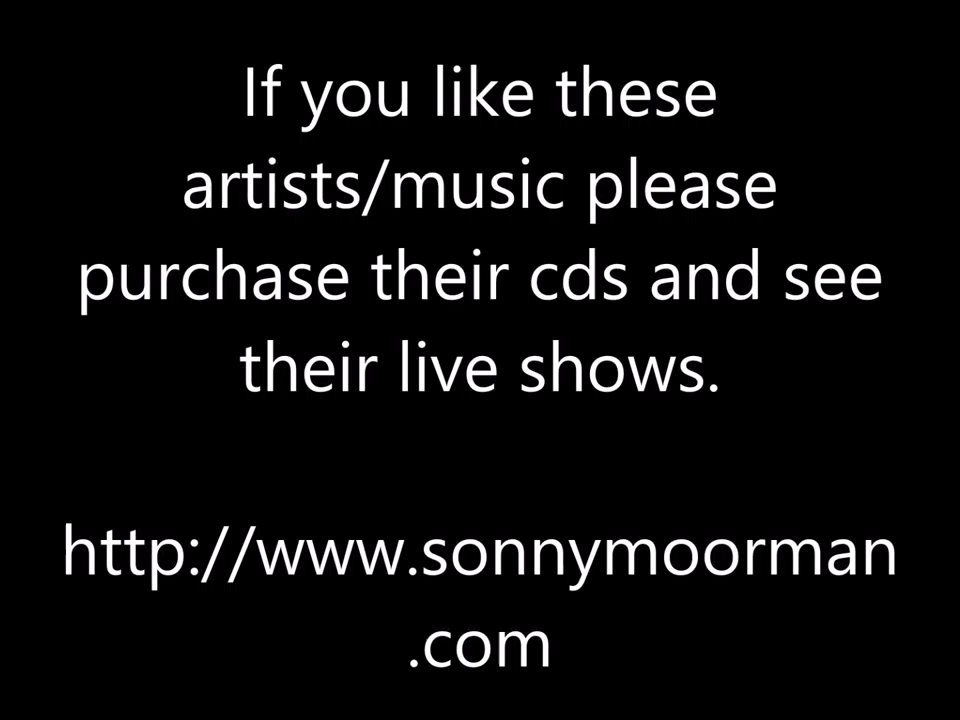 If you like these
artists/music please
purchase their cds and see
their live shows.
http://www.sonnymoorman
.com